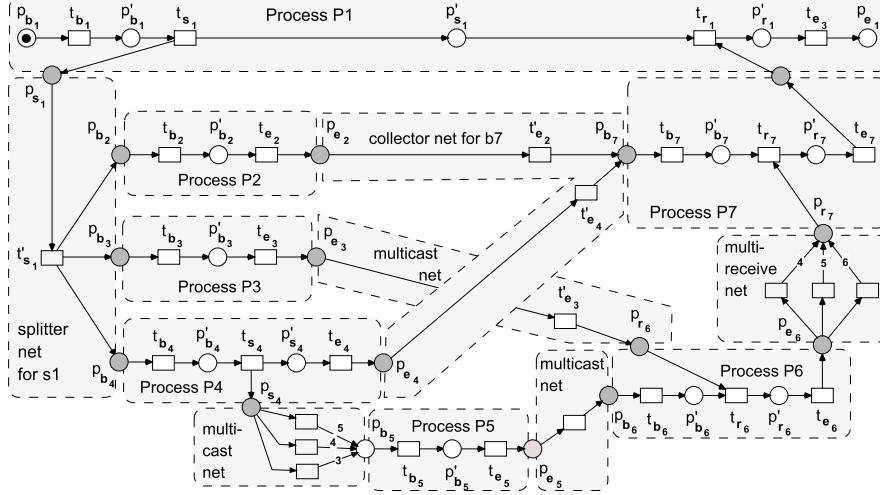 Process P1
p_b1 t_b1 p'_b1 t_s1 p'_s1 t_r1 p'_r1 t_e3 p_e1
p_s1
p_b2 t_b2 p'_b2 t_e2 p_e2 collector net for b7 t'_e2 p_b7 t_b7 p'_b7 t_r7 p'_r7 t_e7
Process P2
t'_e4
Process P7
p_r7
t'_s1
p_b3 t_b3 p'_b3 t_e3 p_e3
Process P3
multicast
net
multi-
receive
net
4 5 6
t'_e3
p_r6
p_e6
splitter
net
for s1
p_b4 t_b4 p'_b4 t_s4 p'_s4 t_e4 p_e4
Process P4
p_s4
multicast
net
Process P6
p_b6 t_b6 p'_b6 t_r6 p'_r6 t_e6
multi-
cast
net
5
4
3
p_b5
Process P5
t_b5 p'_b5 t_e5 p_e5